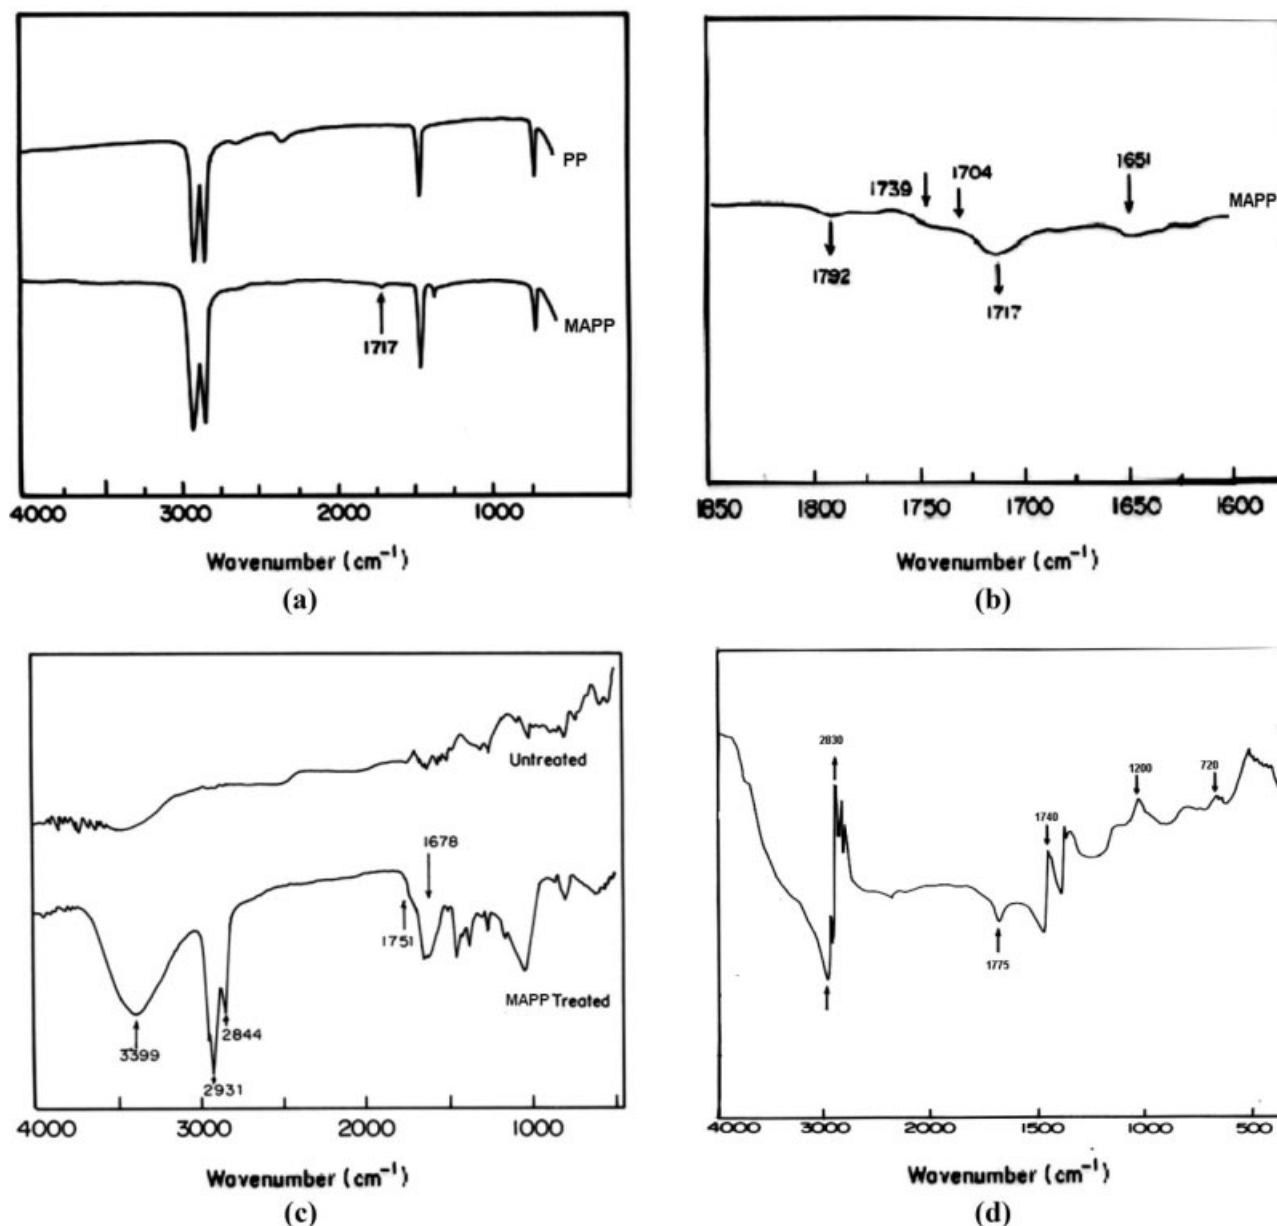 PP
MAPP
1717
4000 3000 2000 1000
Wavenumber (cm⁻¹)
(a)
1739 1704 1651
MAPP
1792
1717
1850 1800 1750 1700 1650 1600
Wavenumber (cm⁻¹)
(b)
Untreated
1678
1751
MAPP Treated
3399
2844
2931
4000 3000 2000 1000
Wavenumber (cm⁻¹)
(c)
2830
1200
720
1740
1775
4000 3000 2000 1500 1000 500
Wavenumber (cm⁻¹)
(d)